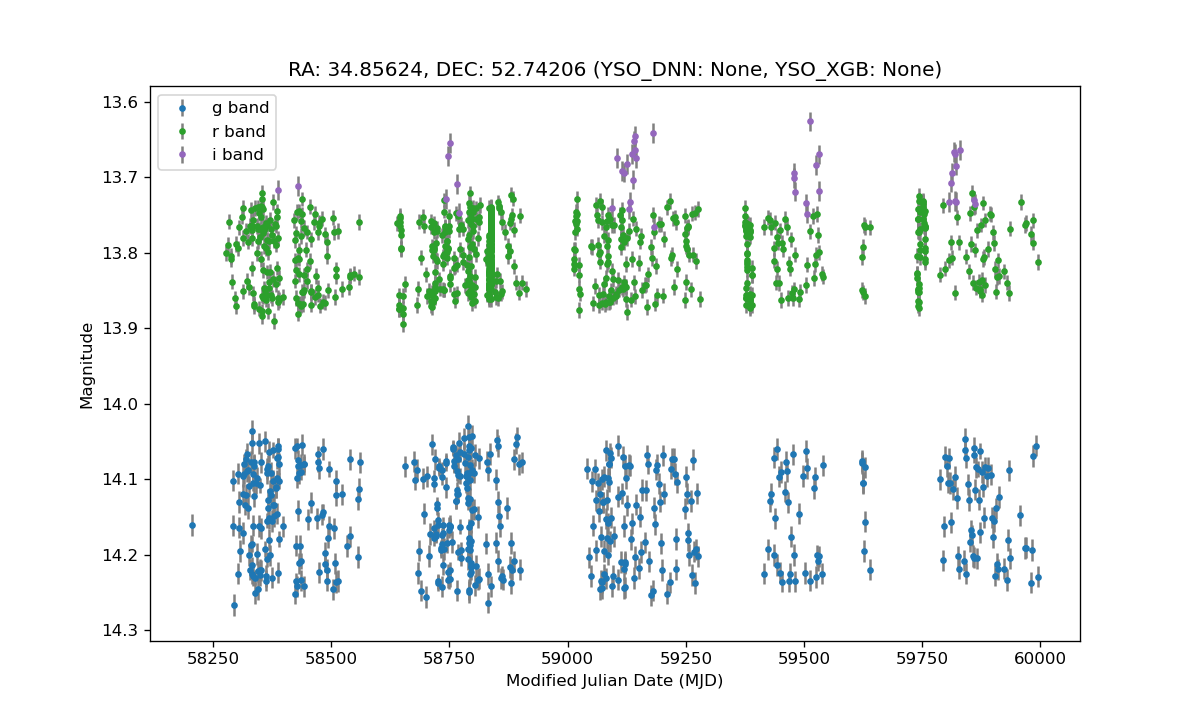 RA: 34.85624, DEC: 52.74206 (YSO_DNN: None, YSO_XGB: None)
g band
r band
i band
13.6
13.7
13.8
13.9
14.0
14.1
14.2
14.3
Magnitude
58250 58500 58750 59000 59250 59500 59750 60000
Modified Julian Date (MJD)